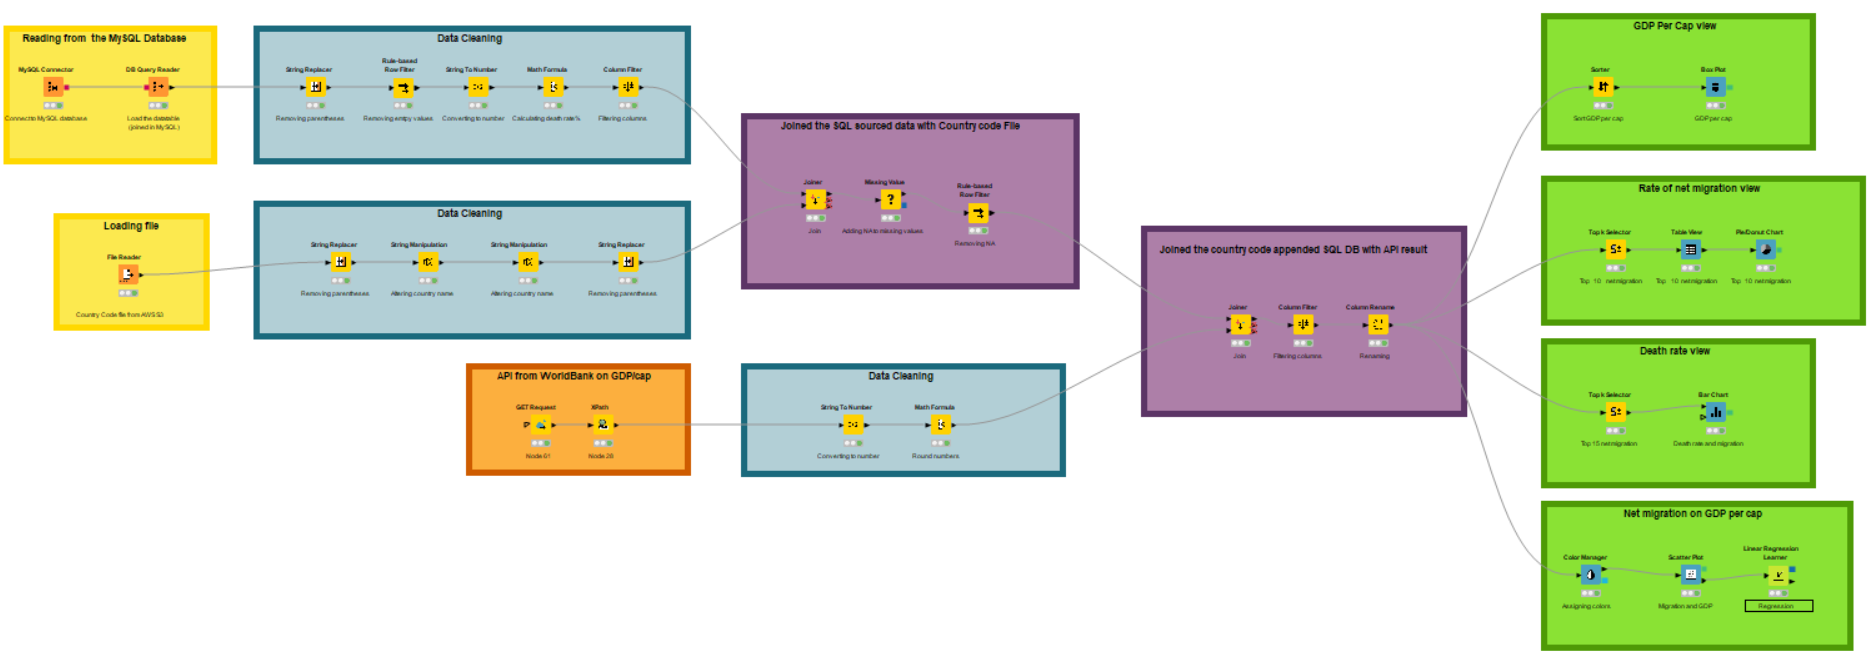 Reading from the MySQL Database
MySQL Connector
DB Query Reader
Connect to MySQL database
Load the datatable
(joined in MySQL)
Data Cleaning
String Replacer
Rule-based
Row Filter
String To Number
Math Formula
Column Filter
Removing parentheses
Removing emtpy values
Converting to number
Calculating death rate%
Filtering columns
Loading file
File Reader
Country Code file from AWS S3
Data Cleaning
String Replacer
String Manipulation
String Manipulation
String Replacer
Removing parentheses
Altering country name
Altering country name
Removing parentheses
API from WorldBank on GDP/cap
GET Request
XPath
Node 61
Node 28
Data Cleaning
String To Number
Math Formula
Converting to number
Round numbers
Joined the SQL sourced data with Country code File
Joiner
Missing Value
Rule-based
Row Filter
Join
Adding NA to missing values
Removing NA
Joined the country code appended SQL DB with API result
Joiner
Column Filter
Column Rename
Join
Filtering columns
Renaming
GDP Per Cap view
Sorter
Box Plot
Sort GDP per cap
GDP per cap
Rate of net migration view
Top k Selector
Table View
Pie/Donut Chart
Top 10 net migration
Top 10 net migration
Top 10 net migration
Death rate view
Top k Selector
Bar Chart
Top 15 net migration
Death rate and migration
Net migration on GDP per cap
Color Manager
Scatter Plot
Linear Regression
Learner
Assigning colors
Migration and GDP
Regression